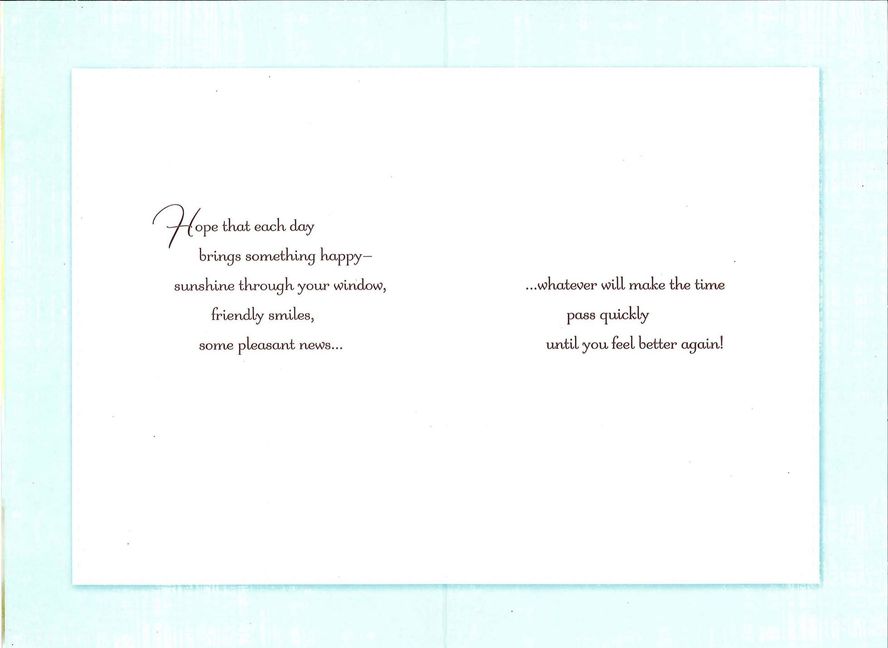 Hope that each day
brings something happy–
sunshine through your window,
friendly smiles,
some pleasant news...
...whatever will make the time
pass quickly
until you feel better again!